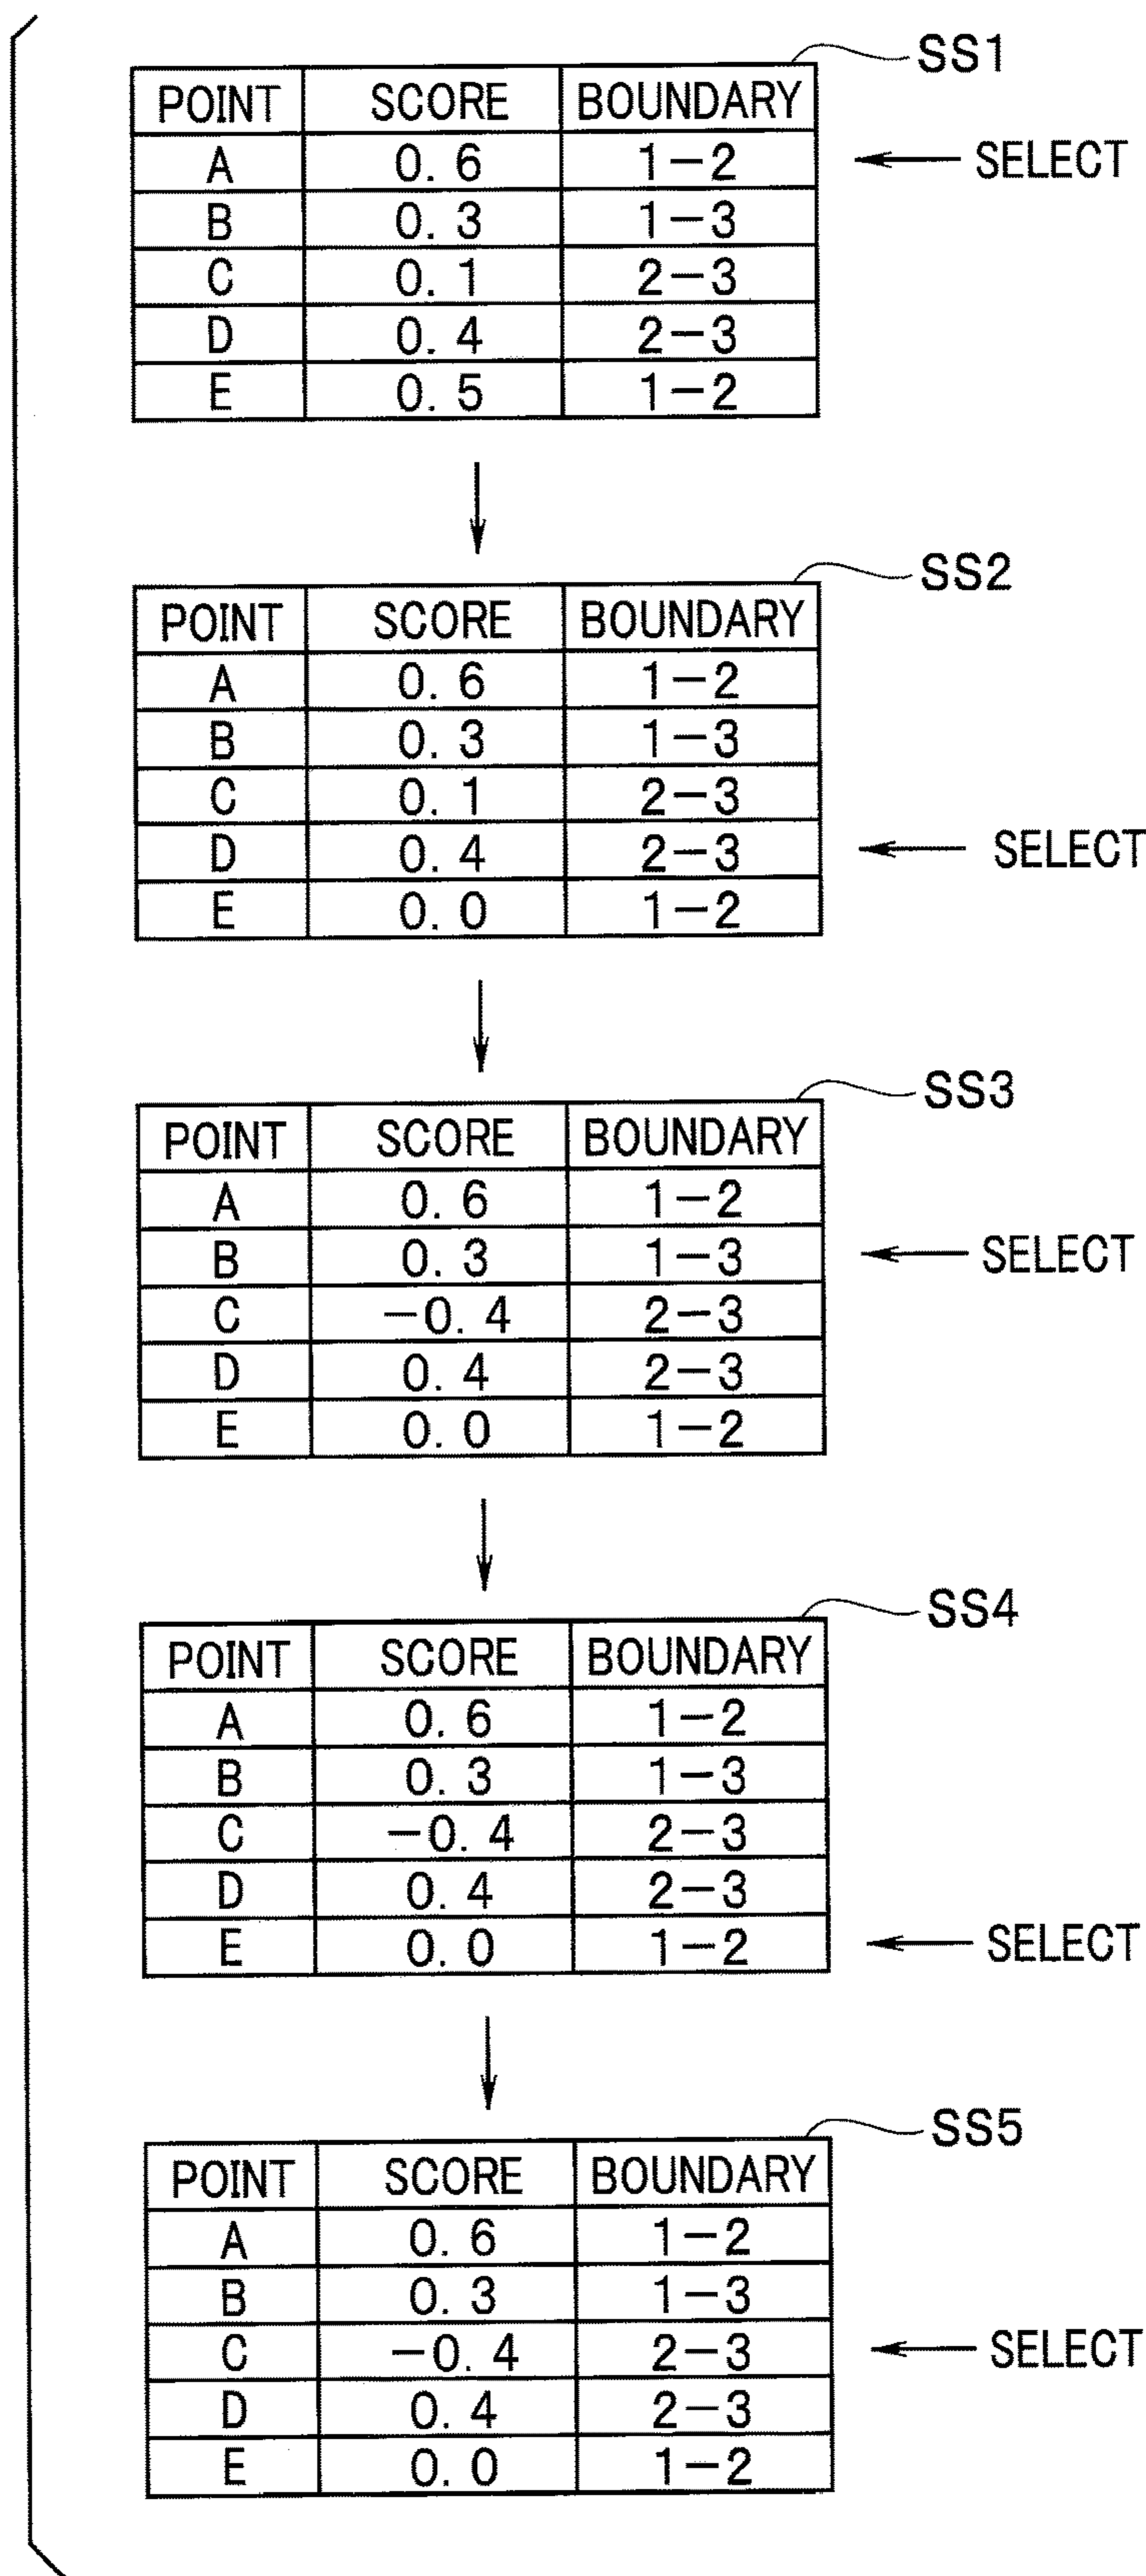 SS1
POINT SCORE BOUNDARY
A 0.6 1-2 SELECT
B 0.3 1-3
C 0.1 2-3
D 0.4 2-3
E 0.5 1-2
SS2
POINT SCORE BOUNDARY
A 0.6 1-2
B 0.3 1-3
C 0.1 2-3
D 0.4 2-3 SELECT
E 0.0 1-2
SS3
POINT SCORE BOUNDARY
A 0.6 1-2
B 0.3 1-3 SELECT
C -0.4 2-3
D 0.4 2-3
E 0.0 1-2
SS4
POINT SCORE BOUNDARY
A 0.6 1-2
B 0.3 1-3
C -0.4 2-3
D 0.4 2-3
E 0.0 1-2 SELECT
SS5
POINT SCORE BOUNDARY
A 0.6 1-2
B 0.3 1-3
C -0.4 2-3 SELECT
D 0.4 2-3
E 0.0 1-2